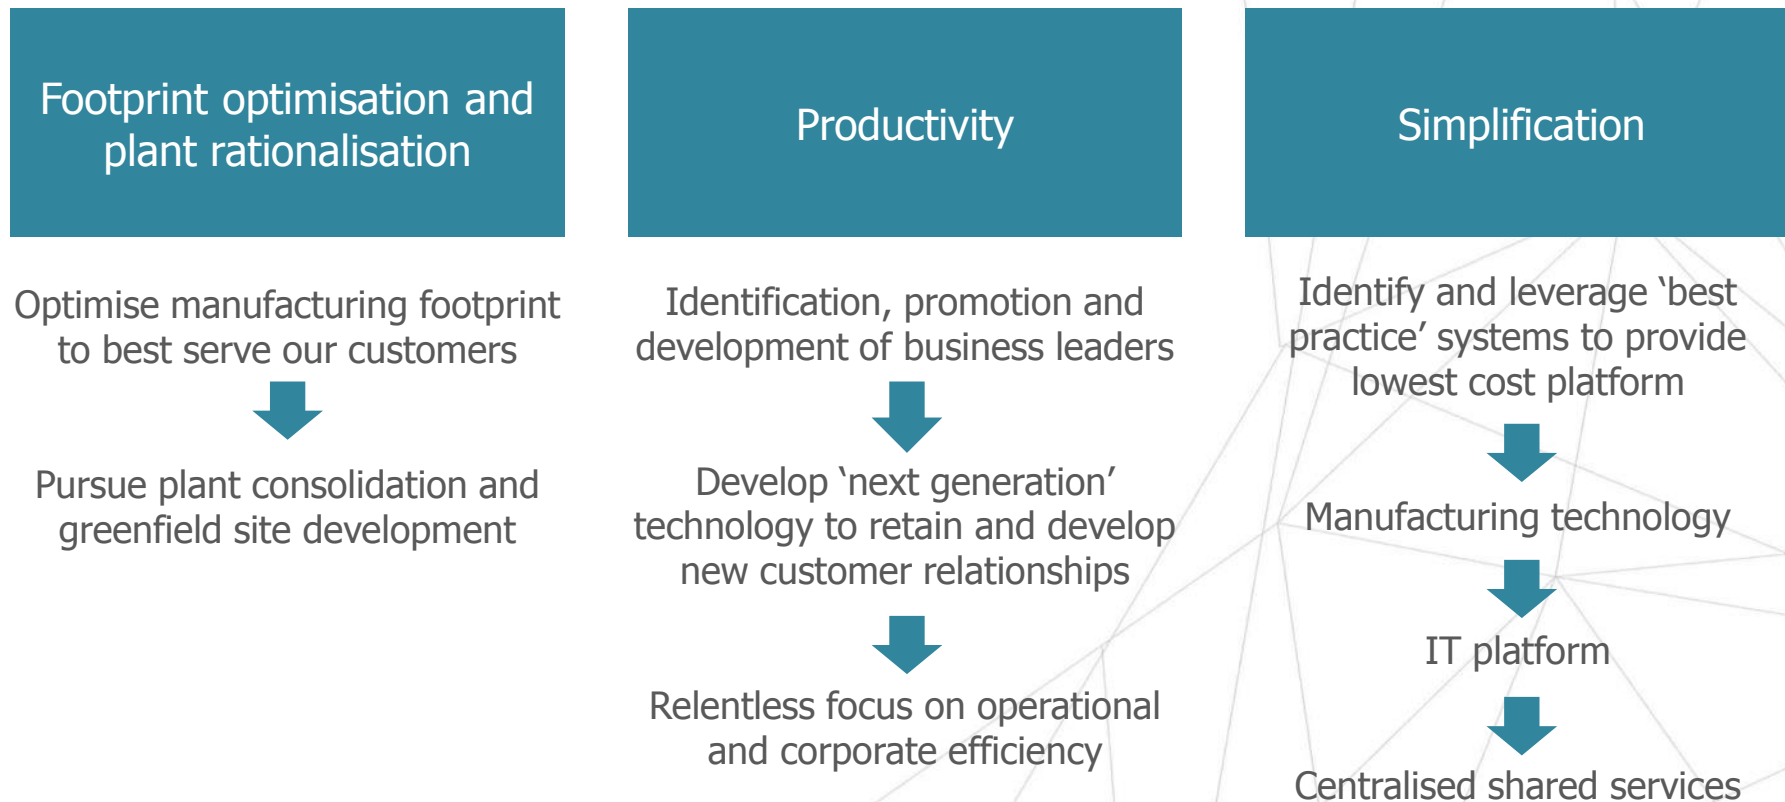 Footprint optimisation and
plant rationalisation
Optimise manufacturing footprint
to best serve our customers
Pursue plant consolidation and
greenfield site development
Productivity
Identification, promotion and
development of business leaders
Develop ‘next generation’
technology to retain and develop
new customer relationships
Relentless focus on operational
and corporate efficiency
Simplification
Identify and leverage ‘best
practice’ systems to provide
lowest cost platform
Manufacturing technology
IT platform
Centralised shared services